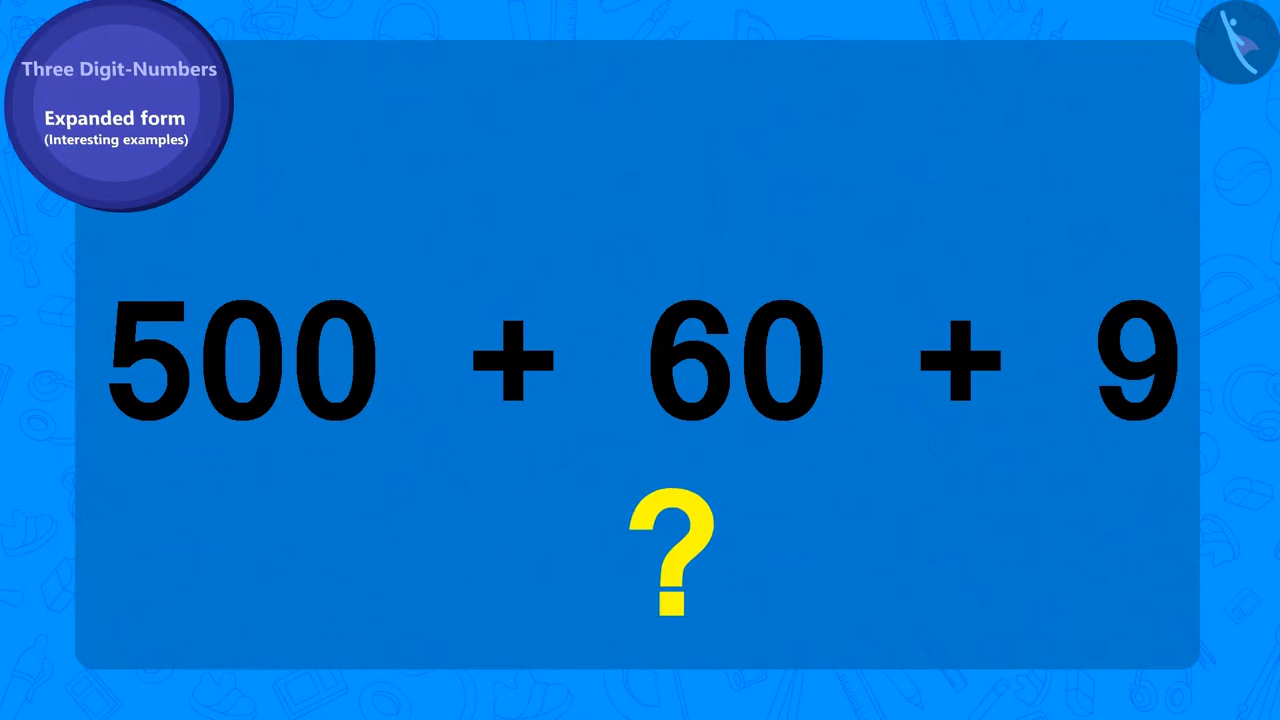 Three Digit-Numbers
Expanded form
(Interesting examples)
500 + 60 + 9
?